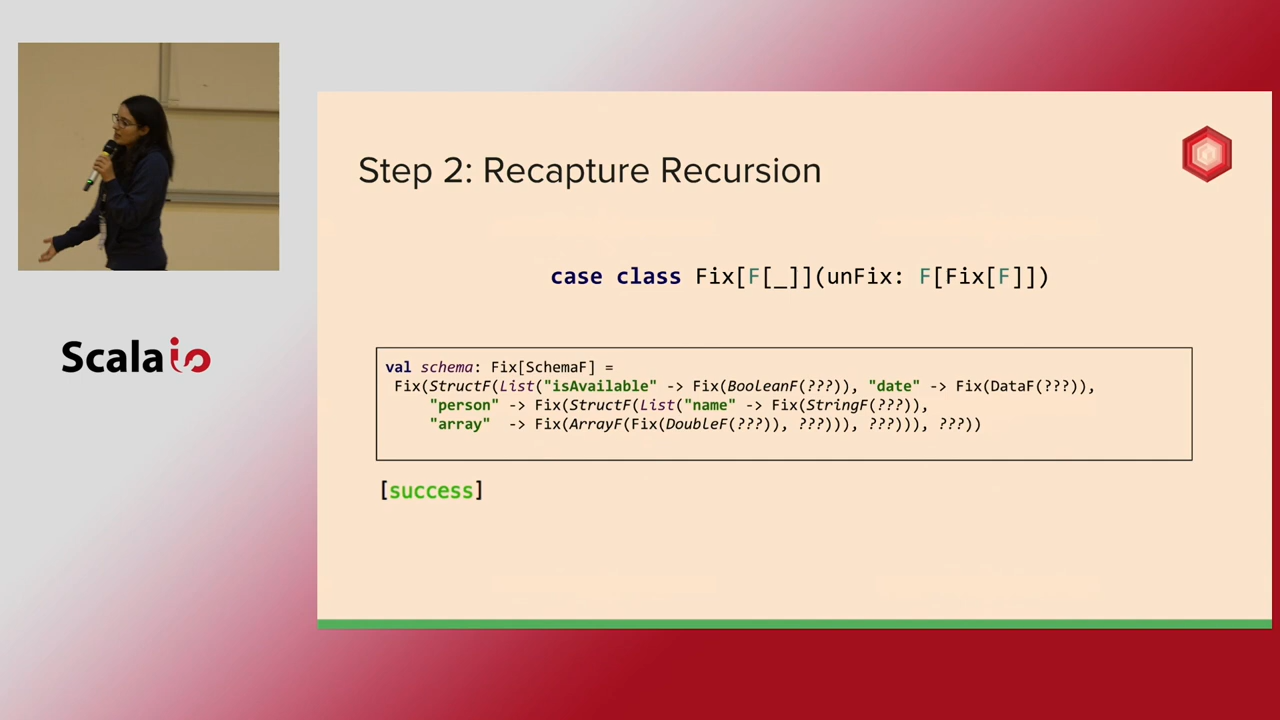 Step 2: Recapture Recursion
case class Fix[F[_]](unFix: F[Fix[F]])
val schema: Fix[SchemaF] =
Fix(StructF(List("isAvailable" -> Fix(BooleanF(???)), "date" -> Fix(DataF(???)),
"person" -> Fix(StructF(List("name" -> Fix(StringF(???)),
"array" -> Fix(ArrayF(Fix(DoubleF(???)), ???))), ???))), ???))
[success]
Scala io